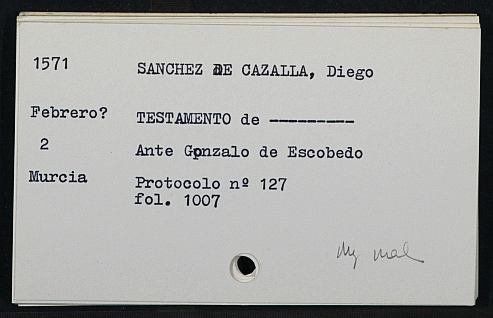 1571
SANCHEZ DE CAZALLA, Diego
Febrero?
TESTAMENTO de ---------
2
Ante Gonzalo de Escobedo
Murcia
Protocolo nº 127
fol. 1007
My mal